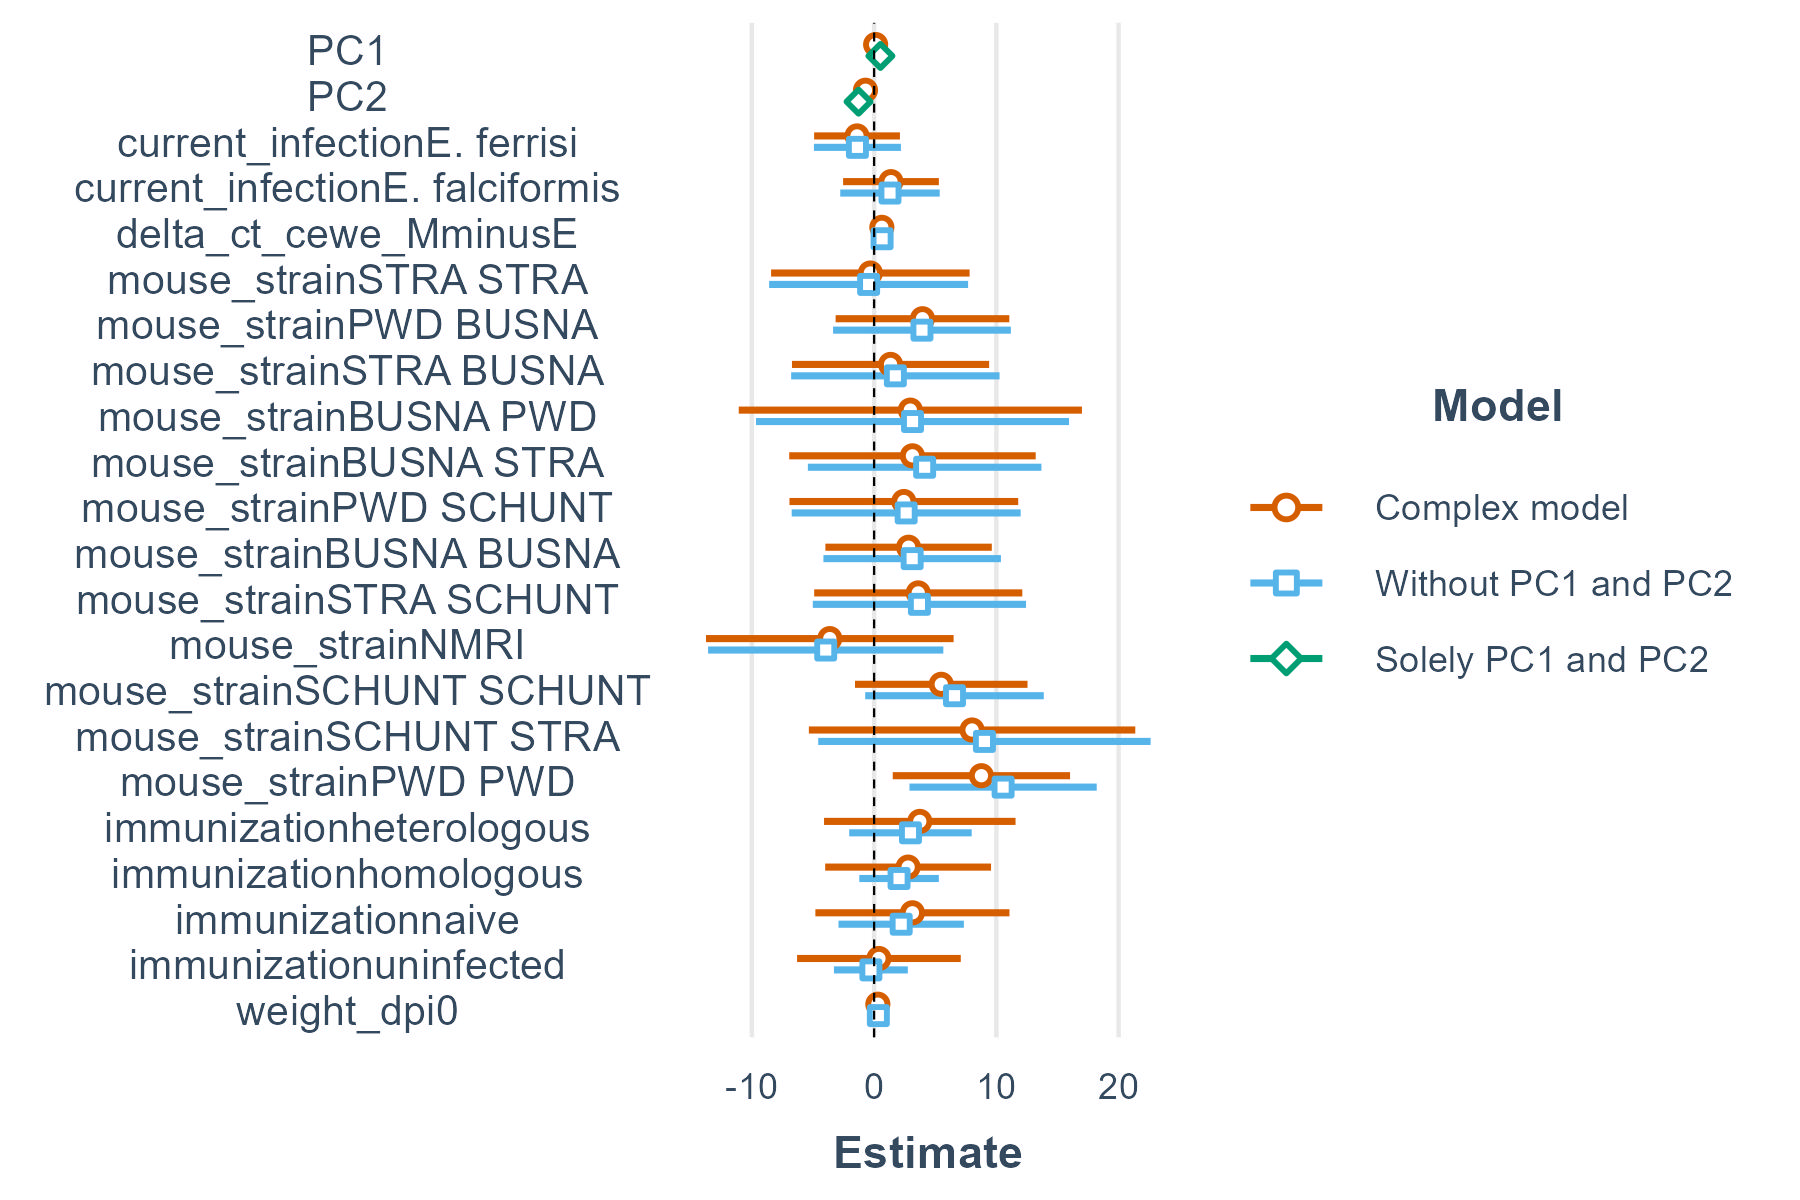 PC1
PC2
current_infectionE. ferrisi
current_infectionE. falciformis
delta_ct_cewe_MminusE
mouse_strainSTRA STRA
mouse_strainPWD BUSNA
mouse_strainSTRA BUSNA
mouse_strainBUSNA PWD
mouse_strainBUSNA STRA
mouse_strainPWD SCHUNT
mouse_strainBUSNA BUSNA
mouse_strainSTRA SCHUNT
mouse_strainNMRI
mouse_strainSCHUNT SCHUNT
mouse_strainSCHUNT STRA
mouse_strainPWD PWD
immunizationheterologous
immunizationhomologous
immunizationnaive
immunizationuninfected
weight_dpi0
-10 0 10 20
Estimate
Model
Complex model
Without PC1 and PC2
Solely PC1 and PC2